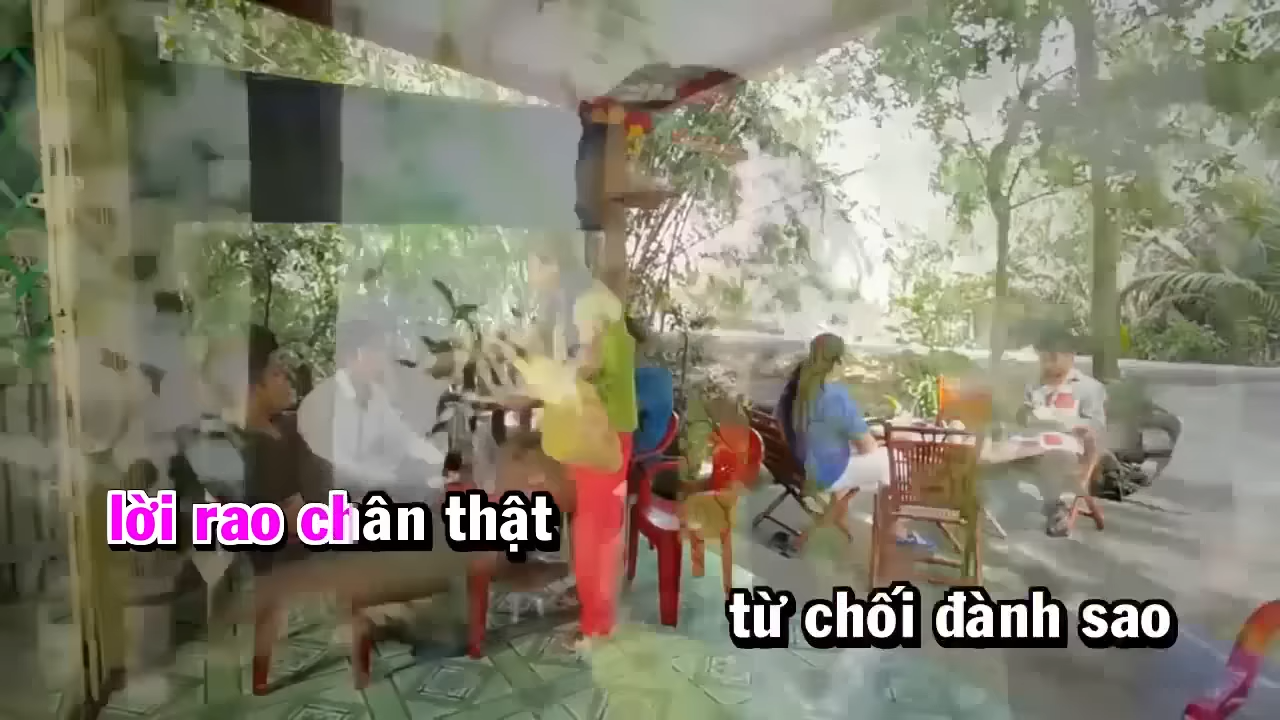 lời rao chân thật
từ chối đành sao